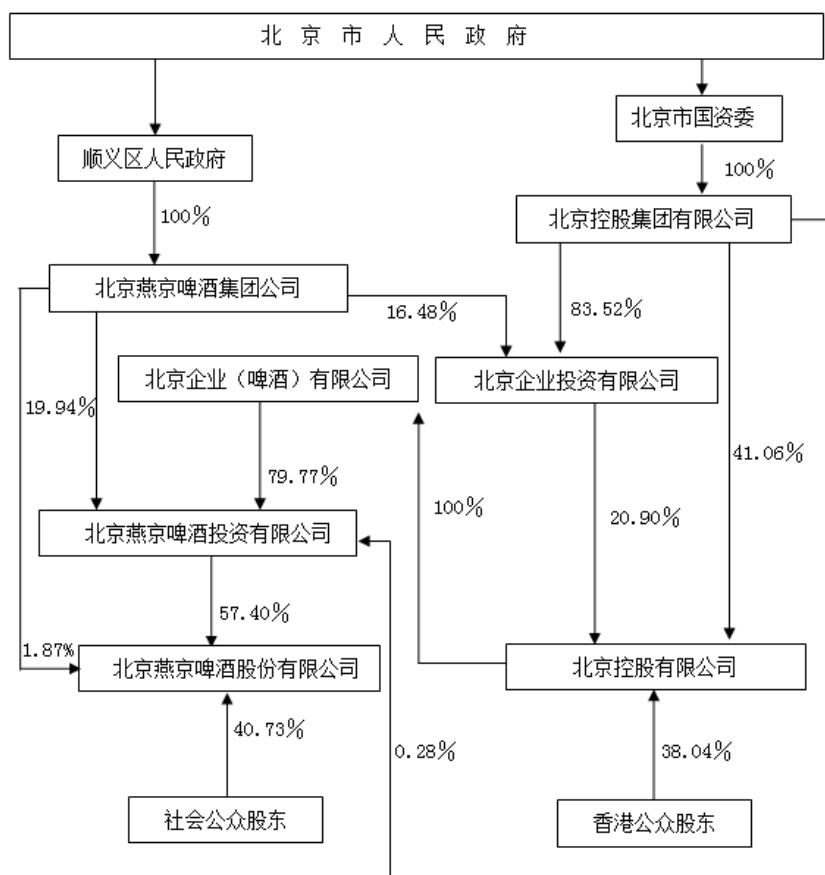 北京市人民政府
北京市国资委
顺义区人民政府
100%
100%
北京控股集团有限公司
北京燕京啤酒集团公司
16.48%
83.52%
北京企业（啤酒）有限公司
北京企业投资有限公司
19.94%
41.06%
79.77%
100%
20.90%
北京燕京啤酒投资有限公司
57.40%
1.87%
北京燕京啤酒股份有限公司
北京控股有限公司
40.73%
0.28%
38.04%
社会公众股东
香港公众股东